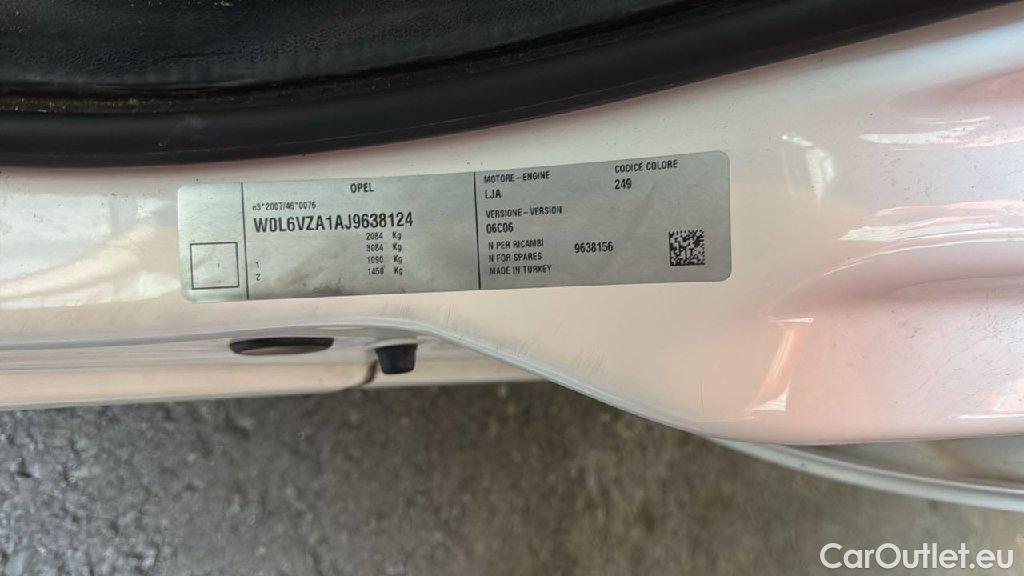 OPEL
e3*2007/46*0076
W0L6VZA1AJ9638124
2084 Kg
3084 Kg
1 1090 Kg
2 1450 Kg
MOTORE - ENGINE
LJA
VERSIONE - VERSION
06C06
N PER RICAMBI
N FOR SPARES
9638156
MADE IN TURKEY
CODICE COLORE
249
CarOutlet.eu